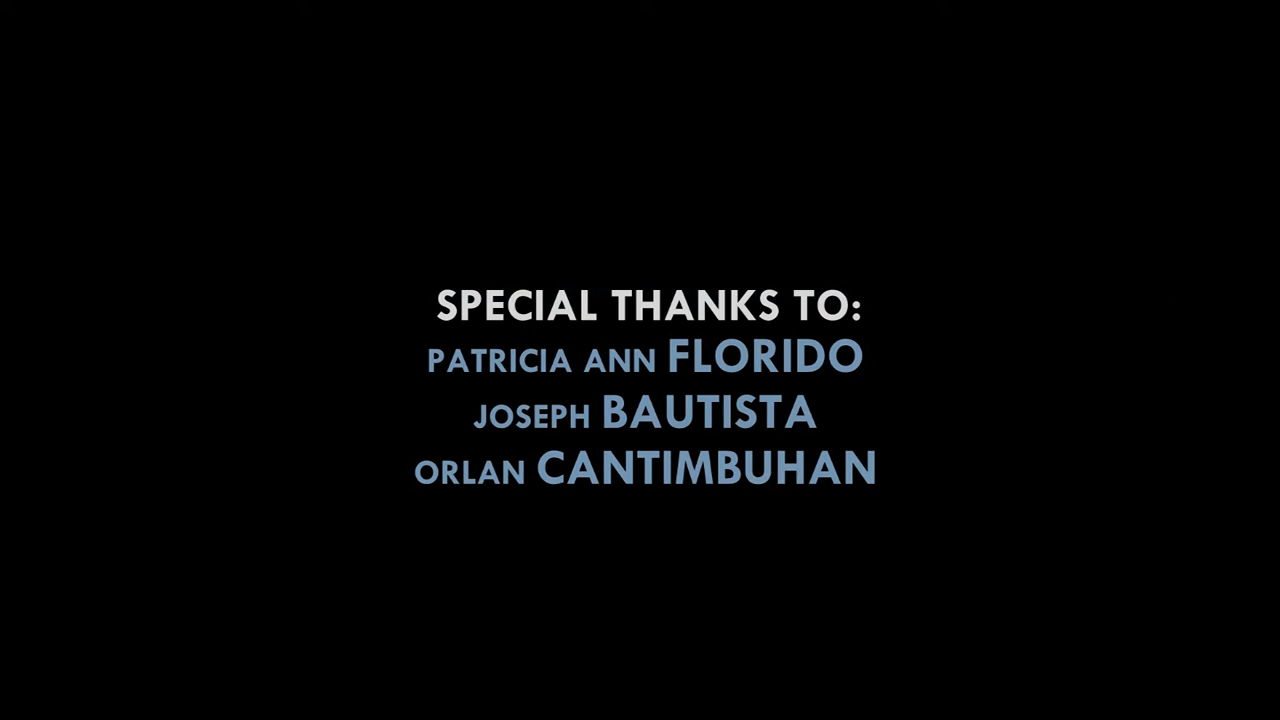 SPECIAL THANKS TO:
PATRICIA ANN FLORIDO
JOSEPH BAUTISTA
ORLAN CANTIMBUHAN